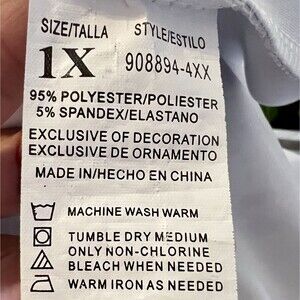 SIZE/TALLA STYLE/ESTILO
1X 908894-4XX
95% POLYESTER/POLIESTER
5% SPANDEX/ELASTANO
EXCLUSIVE OF DECORATION
EXCLUSIVE DE ORNAMENTO
MADE IN/HECHO EN CHINA
MACHINE WASH WARM
TUMBLE DRY MEDIUM
ONLY NON-CHLORINE
BLEACH WHEN NEEDED
WARM IRON AS NEEDED